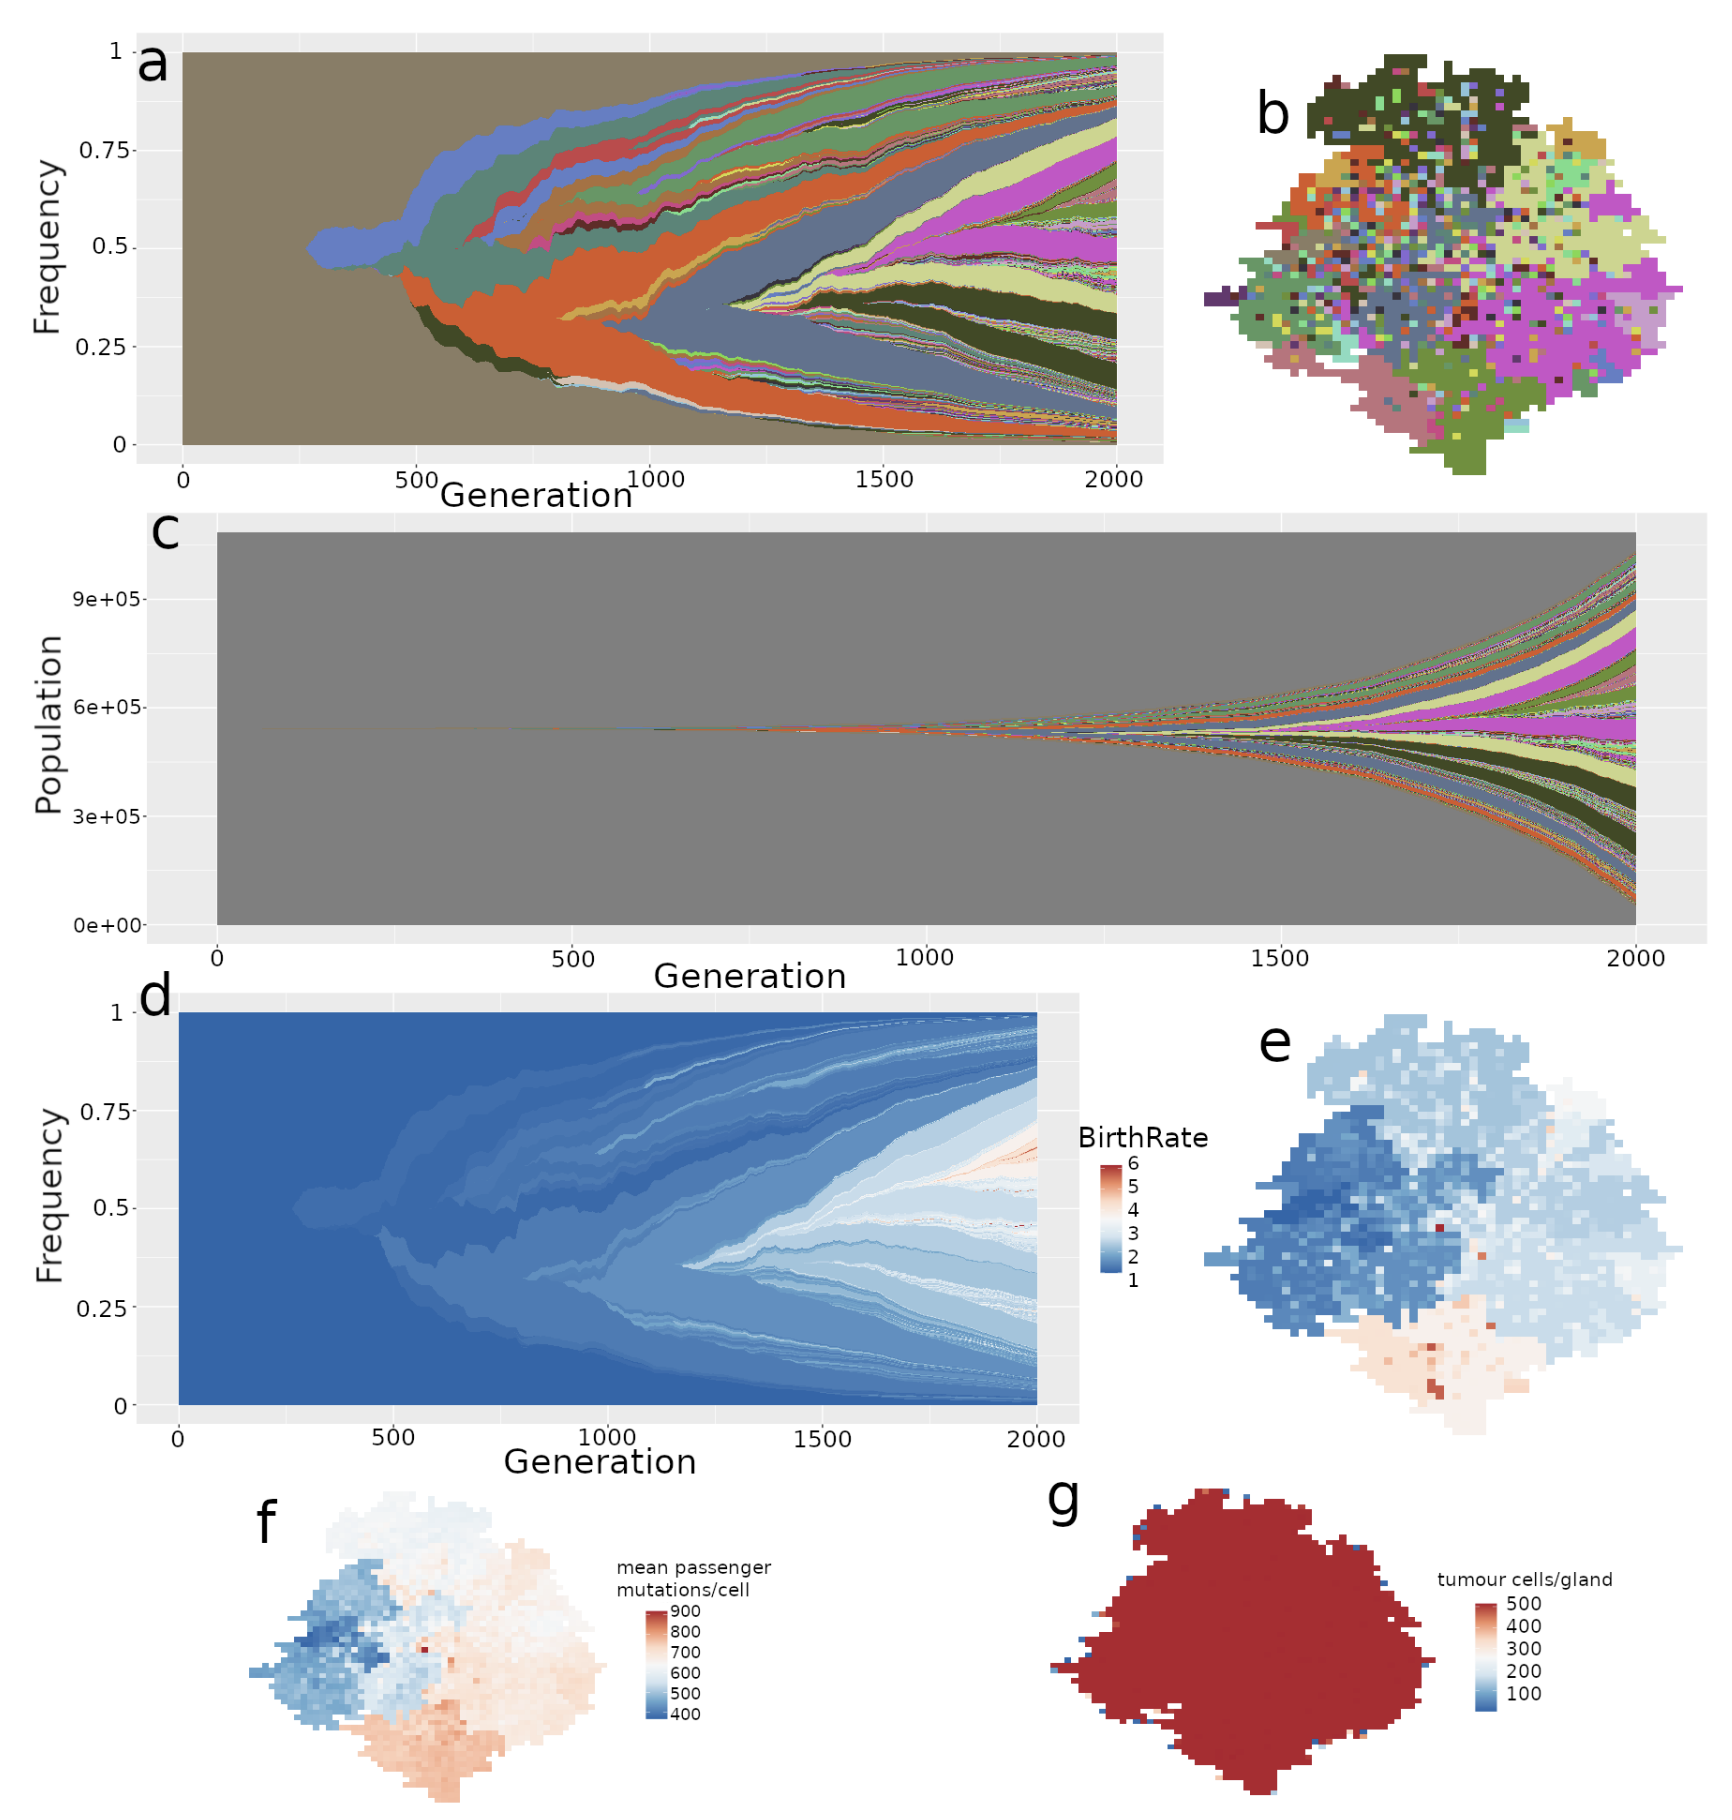 a
Frequency
1
0.75
0.5
0.25
0
0 500 1000 1500 2000
Generation
b
c
Population
9e+05
6e+05
3e+05
0e+00
0 500 1000 1500 2000
Generation
d
Frequency
1
0.75
0.5
0.25
0
0 500 1000 1500 2000
Generation
BirthRate
6
5
4
3
2
1
e
f
mean passenger
mutations/cell
900
800
700
600
500
400
g
tumour cells/gland
500
400
300
200
100